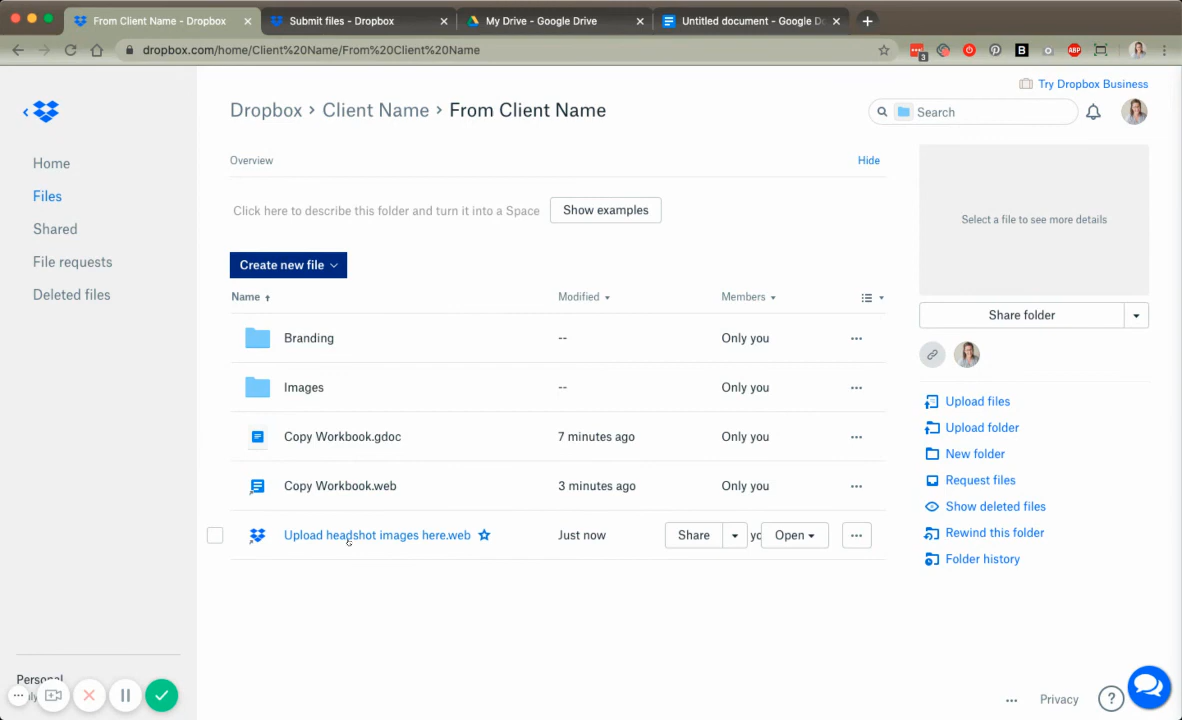 From Client Name - Dropbox
Submit files - Dropbox
My Drive - Google Drive
Untitled document - Google Do
dropbox.com/home/Client%20Name/From%20Client%20Name
3
B
ABP
Try Dropbox Business
Dropbox › Client Name › From Client Name
Search
Home
Files
Shared
File requests
Deleted files
Overview
Hide
Click here to describe this folder and turn it into a Space
Show examples
Select a file to see more details
Create new file
Name
Modified
Members
Share folder
Branding
--
Only you
Images
--
Only you
Copy Workbook.gdoc
7 minutes ago
Only you
Copy Workbook.web
3 minutes ago
Only you
Upload headshot images here.web
Just now
Share
Open
Upload files
Upload folder
New folder
Request files
Show deleted files
Rewind this folder
Folder history
Personal
Privacy
?